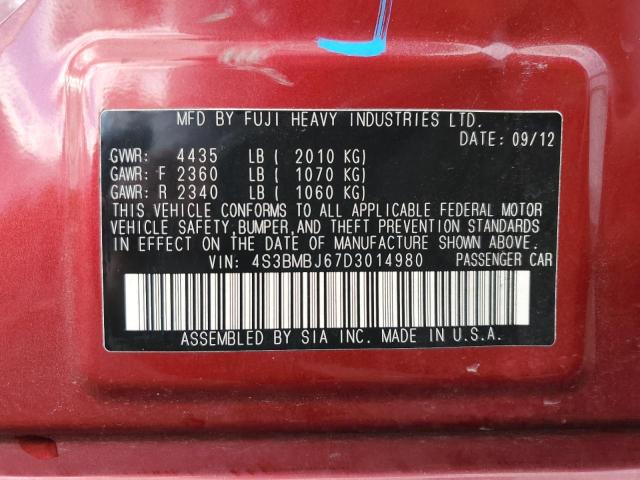 MFD BY FUJI HEAVY INDUSTRIES LTD.
DATE: 09/12
GVWR: 4435 LB ( 2010 KG)
GAWR: F 2360 LB ( 1070 KG)
GAWR: R 2340 LB ( 1060 KG)
THIS VEHICLE CONFORMS TO ALL APPLICABLE FEDERAL MOTOR
VEHICLE SAFETY,BUMPER,AND THEFT PREVENTION STANDARDS
IN EFFECT ON THE DATE OF MANUFACTURE SHOWN ABOVE.
VIN: 4S3BMBJ67D3014980 PASSENGER CAR
ASSEMBLED BY SIA INC. MADE IN U.S.A.